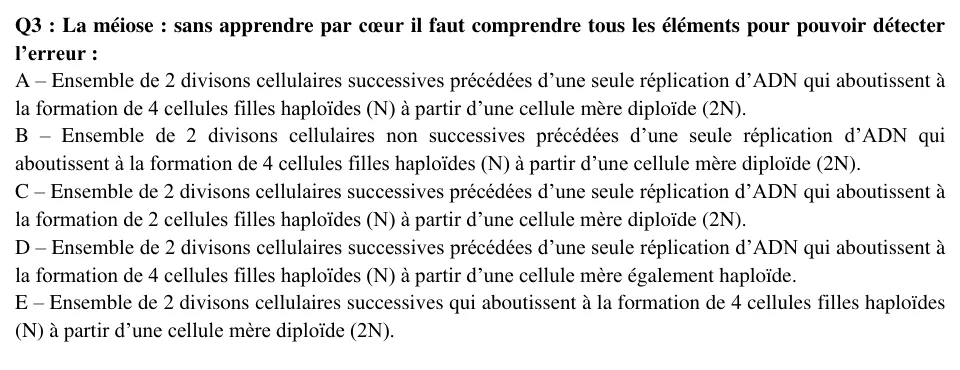 Q3 : La méiose : sans apprendre par cœur il faut comprendre tous les éléments pour pouvoir détecter
l’erreur :
A – Ensemble de 2 divisons cellulaires successives précédées d’une seule réplication d’ADN qui aboutissent à
la formation de 4 cellules filles haploïdes (N) à partir d’une cellule mère diploïde (2N).
B – Ensemble de 2 divisons cellulaires non successives précédées d’une seule réplication d’ADN qui
aboutissent à la formation de 4 cellules filles haploïdes (N) à partir d’une cellule mère diploïde (2N).
C – Ensemble de 2 divisons cellulaires successives précédées d’une seule réplication d’ADN qui aboutissent à
la formation de 2 cellules filles haploïdes (N) à partir d’une cellule mère diploïde (2N).
D – Ensemble de 2 divisons cellulaires successives précédées d’une seule réplication d’ADN qui aboutissent à
la formation de 4 cellules filles haploïdes (N) à partir d’une cellule mère également haploïde.
E – Ensemble de 2 divisons cellulaires successives qui aboutissent à la formation de 4 cellules filles haploïdes
(N) à partir d’une cellule mère diploïde (2N).